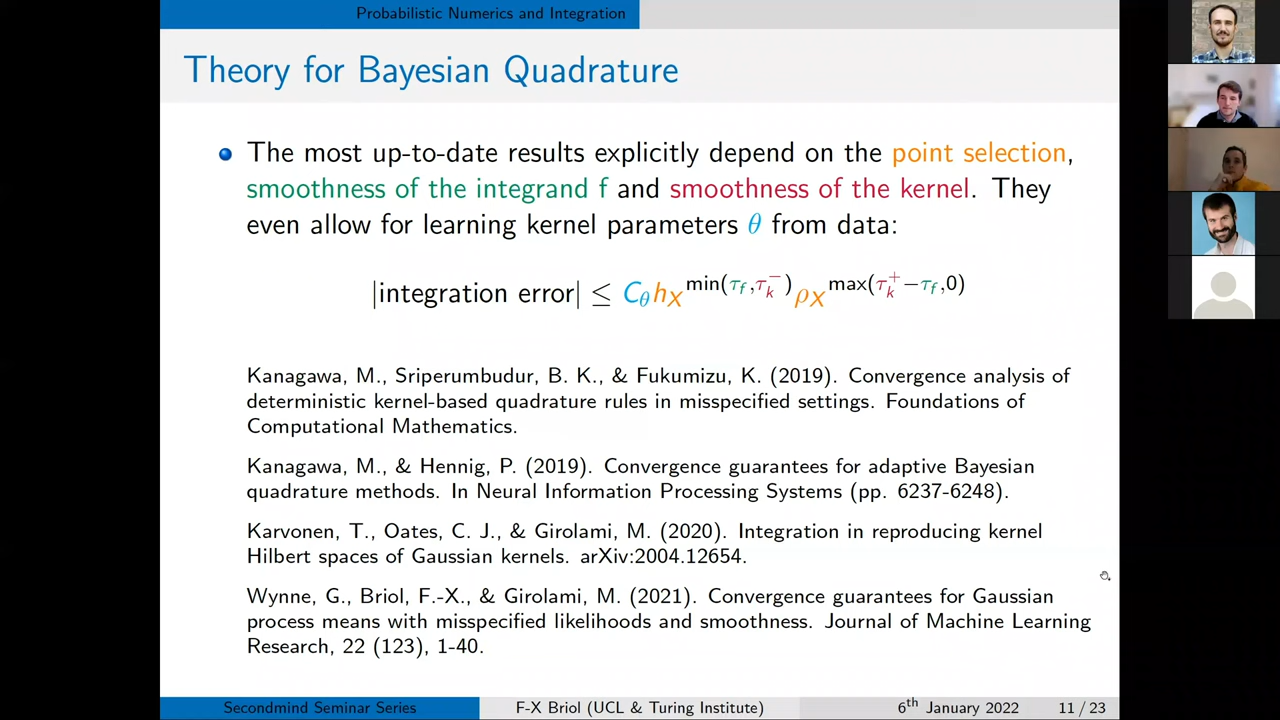 Probabilistic Numerics and Integration
Theory for Bayesian Quadrature
The most up-to-date results explicitly depend on the point selection,
smoothness of the integrand f and smoothness of the kernel. They
even allow for learning kernel parameters θ from data:
|integration error| ≤ C_θ h_X^{min(τ_f,τ_k^−)} ρ_X^{max(τ_k^+−τ_f,0)}
Kanagawa, M., Sriperumbudur, B. K., & Fukumizu, K. (2019). Convergence analysis of
deterministic kernel-based quadrature rules in misspecified settings. Foundations of
Computational Mathematics.
Kanagawa, M., & Hennig, P. (2019). Convergence guarantees for adaptive Bayesian
quadrature methods. In Neural Information Processing Systems (pp. 6237-6248).
Karvonen, T., Oates, C. J., & Girolami, M. (2020). Integration in reproducing kernel
Hilbert spaces of Gaussian kernels. arXiv:2004.12654.
Wynne, G., Briol, F.-X., & Girolami, M. (2021). Convergence guarantees for Gaussian
process means with misspecified likelihoods and smoothness. Journal of Machine Learning
Research, 22 (123), 1-40.
Secondmind Seminar Series F-X Briol (UCL & Turing Institute) 6th January 2022 11 / 23